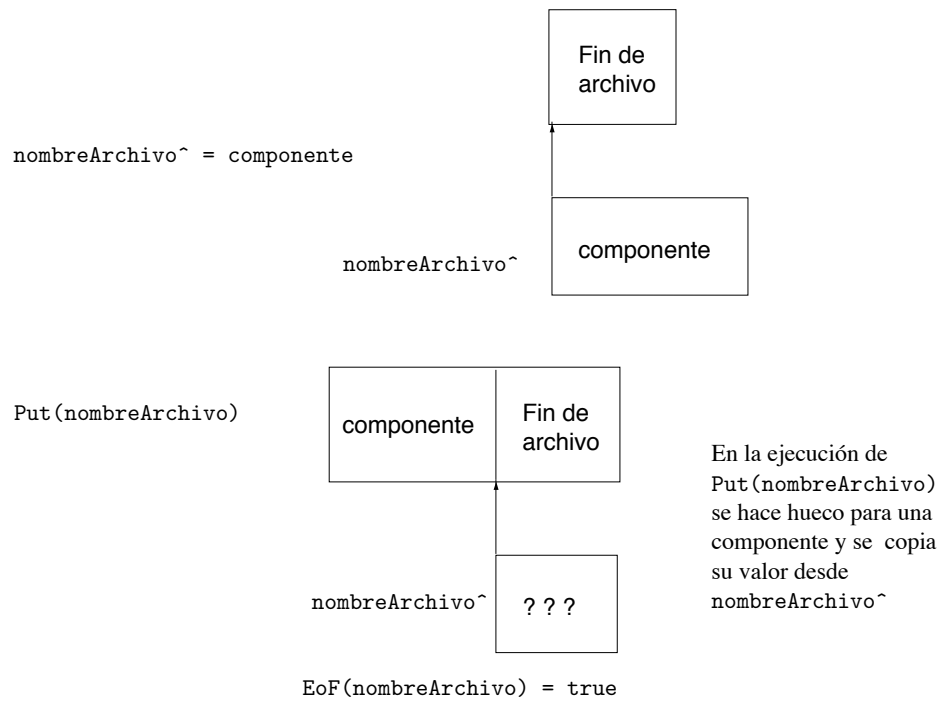 Fin de
archivo
nombreArchivo^ = componente
componente
nombreArchivo^
Put(nombreArchivo)
componente
Fin de
archivo
En la ejecución de
Put(nombreArchivo)
se hace hueco para una
componente y se copia
su valor desde
nombreArchivo^
nombreArchivo^
? ? ?
EoF(nombreArchivo) = true